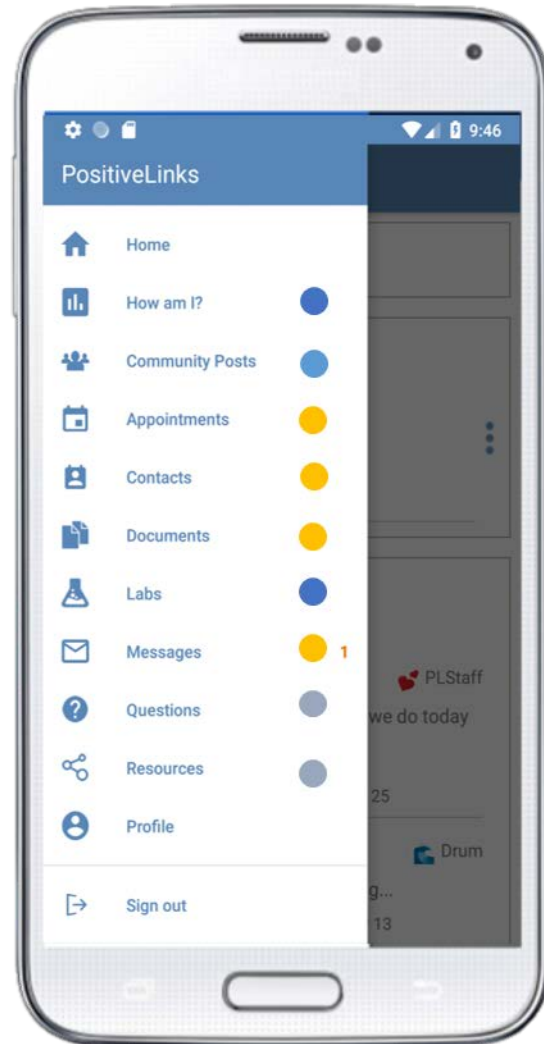 9:46
PositiveLinks
Home
How am I?
Community Posts
Appointments
Contacts
Documents
Labs
Messages 1
PLStaff
Questions
we do today
Resources
25
Profile
Drum
g...
Sign out
13